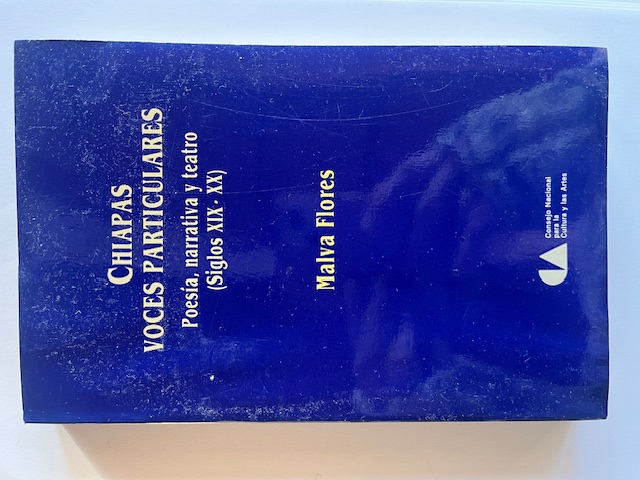 CHIAPAS
VOCES PARTICULARES
Poesía, narrativa y teatro
(Siglos XIX - XX)
Malva Flores
Consejo Nacional
para la
Cultura y las Artes